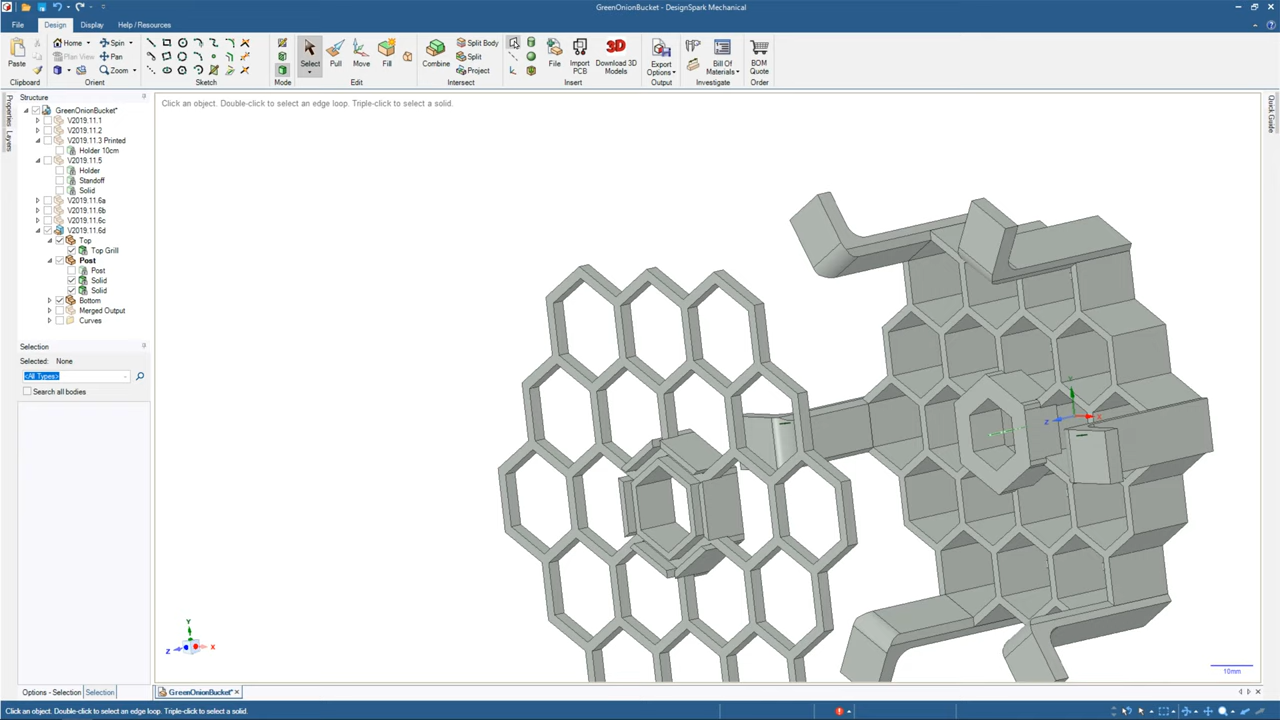 GreenOnionBucket - DesignSpark Mechanical
File
Design
Display
Help / Resources
Paste
Clipboard
Home
Spin
Plan View
Pan
Zoom
Orient
Sketch
Mode
Select
Pull
Move
Fill
Edit
Combine
Split Body
Split
Project
Intersect
File
Import PCB
3D
Download 3D Models
Insert
Export Options
Output
Bill Of Materials
Investigate
BOM Quote
Order
Properties
Layers
Structure
GreenOnionBucket*
V2019.11.1
V2019.11.2
V2019.11.3 Printed
Holder 10cm
V2019.11.5
Holder
Standoff
Solid
V2019.11.6a
V2019.11.6b
V2019.11.6c
V2019.11.6d
Top
Top Grill
Post
Post
Solid
Solid
Bottom
Merged Output
Curves
Selection
Selected: None
<All Types>
Search all bodies
Options - Selection
Selection
Click an object. Double-click to select an edge loop. Triple-click to select a solid.
Y
X
Z
Y
Z
X
10mm
Quick Guide
GreenOnionBucket*
Click an object. Double-click to select an edge loop. Triple-click to select a solid.